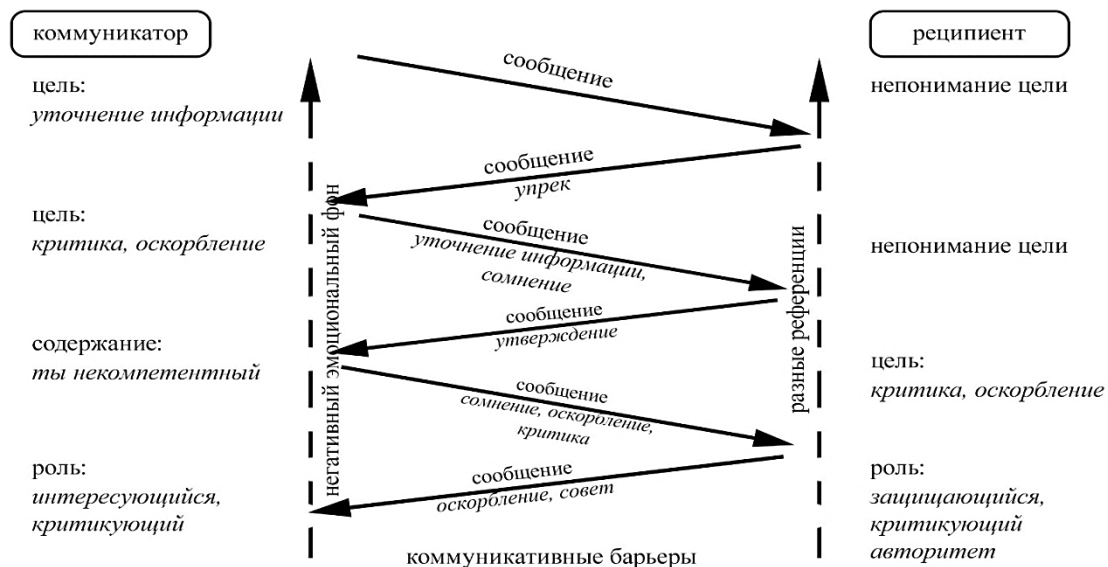 коммуникатор
реципиент
цель:
уточнение информации
сообщение
непонимание цели
сообщение
упрек
цель:
критика, оскорбление
сообщение
уточнение информации,
сомнение
непонимание цели
негативный эмоциональный фон
разные референции
сообщение
утверждение
содержание:
ты некомпетентный
сообщение
сомнение, оскороление,
критика
цель:
критика, оскорбление
роль:
интересующийся,
критикующий
сообщение
оскорбление, совет
роль:
защищающийся,
критикующий
авторитет
коммуникативные барьеры